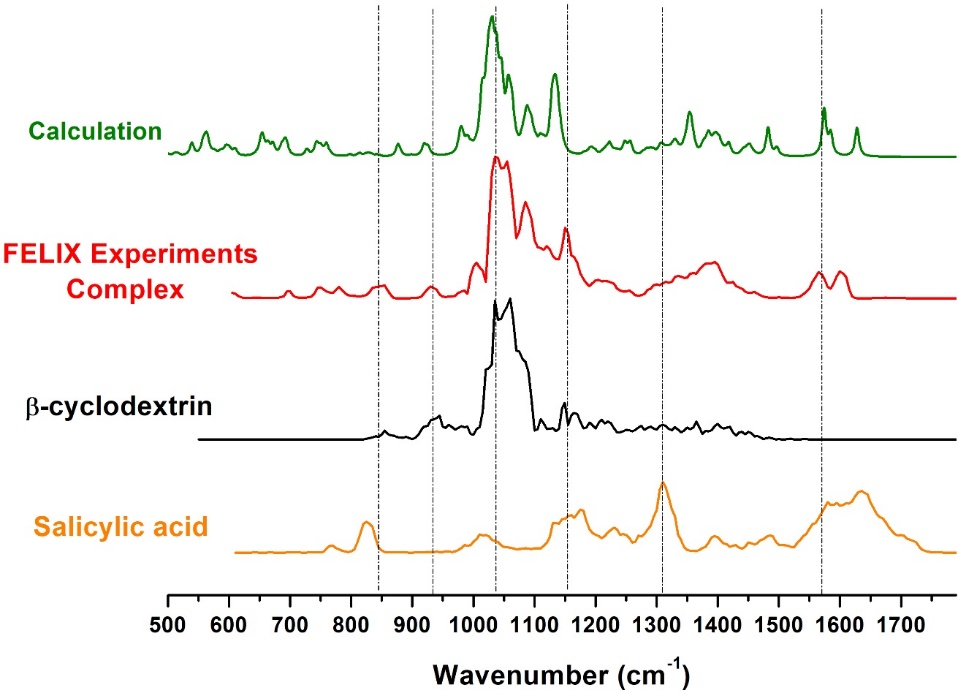 Calculation
FELIX Experiments
Complex
β-cyclodextrin
Salicylic acid
500 600 700 800 900 1000 1100 1200 1300 1400 1500 1600 1700
Wavenumber (cm⁻¹)